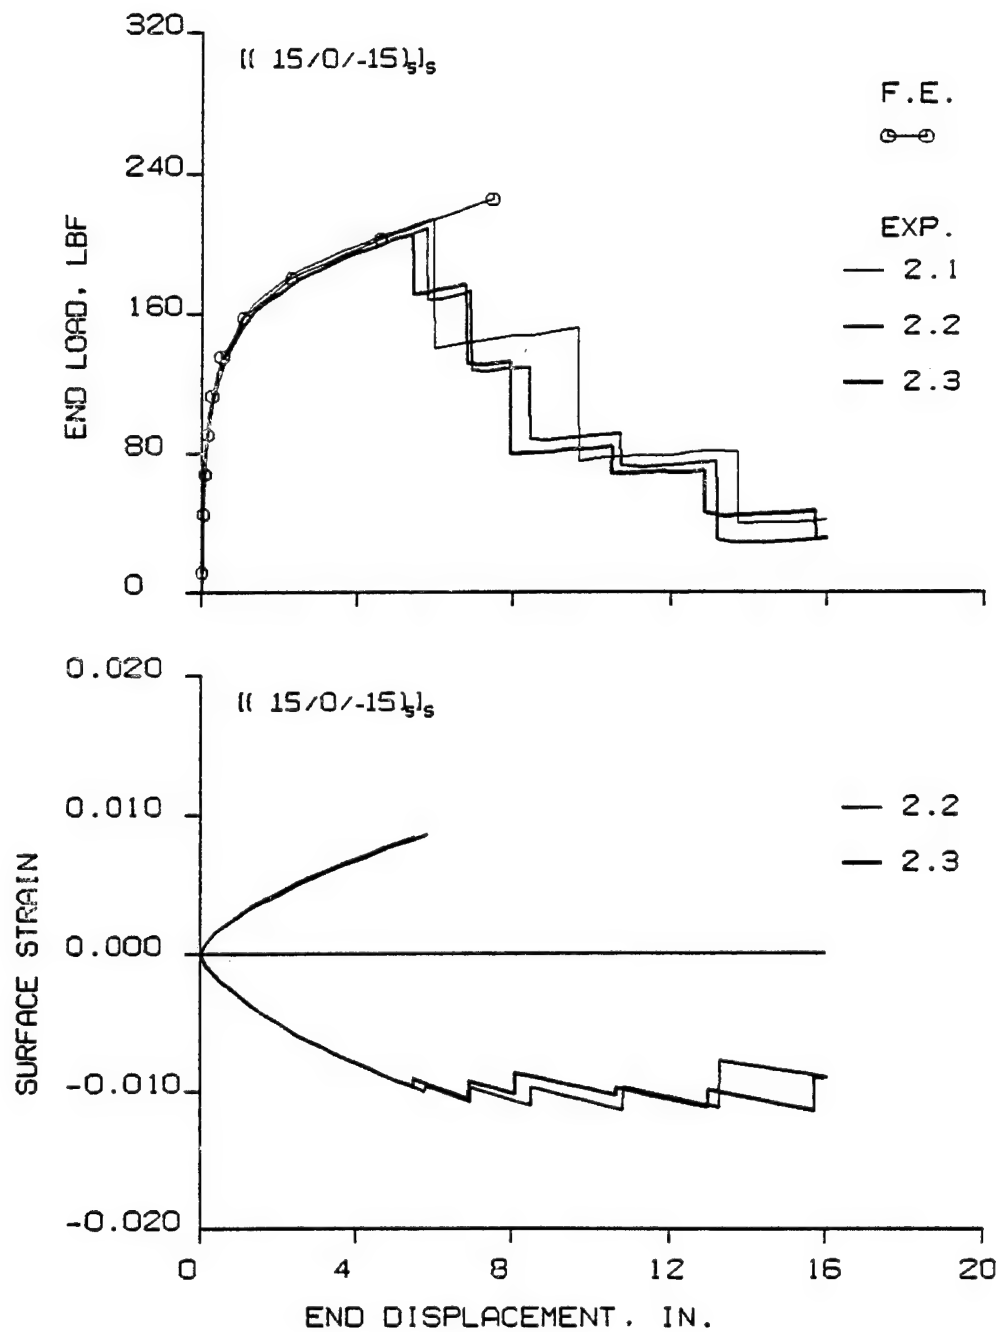 320
[( 15/0/-15)s]s
F.E.
240
EXP.
2.1
160
2.2
2.3
80
0
END LOAD, LBF
0.020
[( 15/0/-15)s]s
0.010
2.2
2.3
0.000
-0.010
-0.020
SURFACE STRAIN
0 4 8 12 16 20
END DISPLACEMENT, IN.